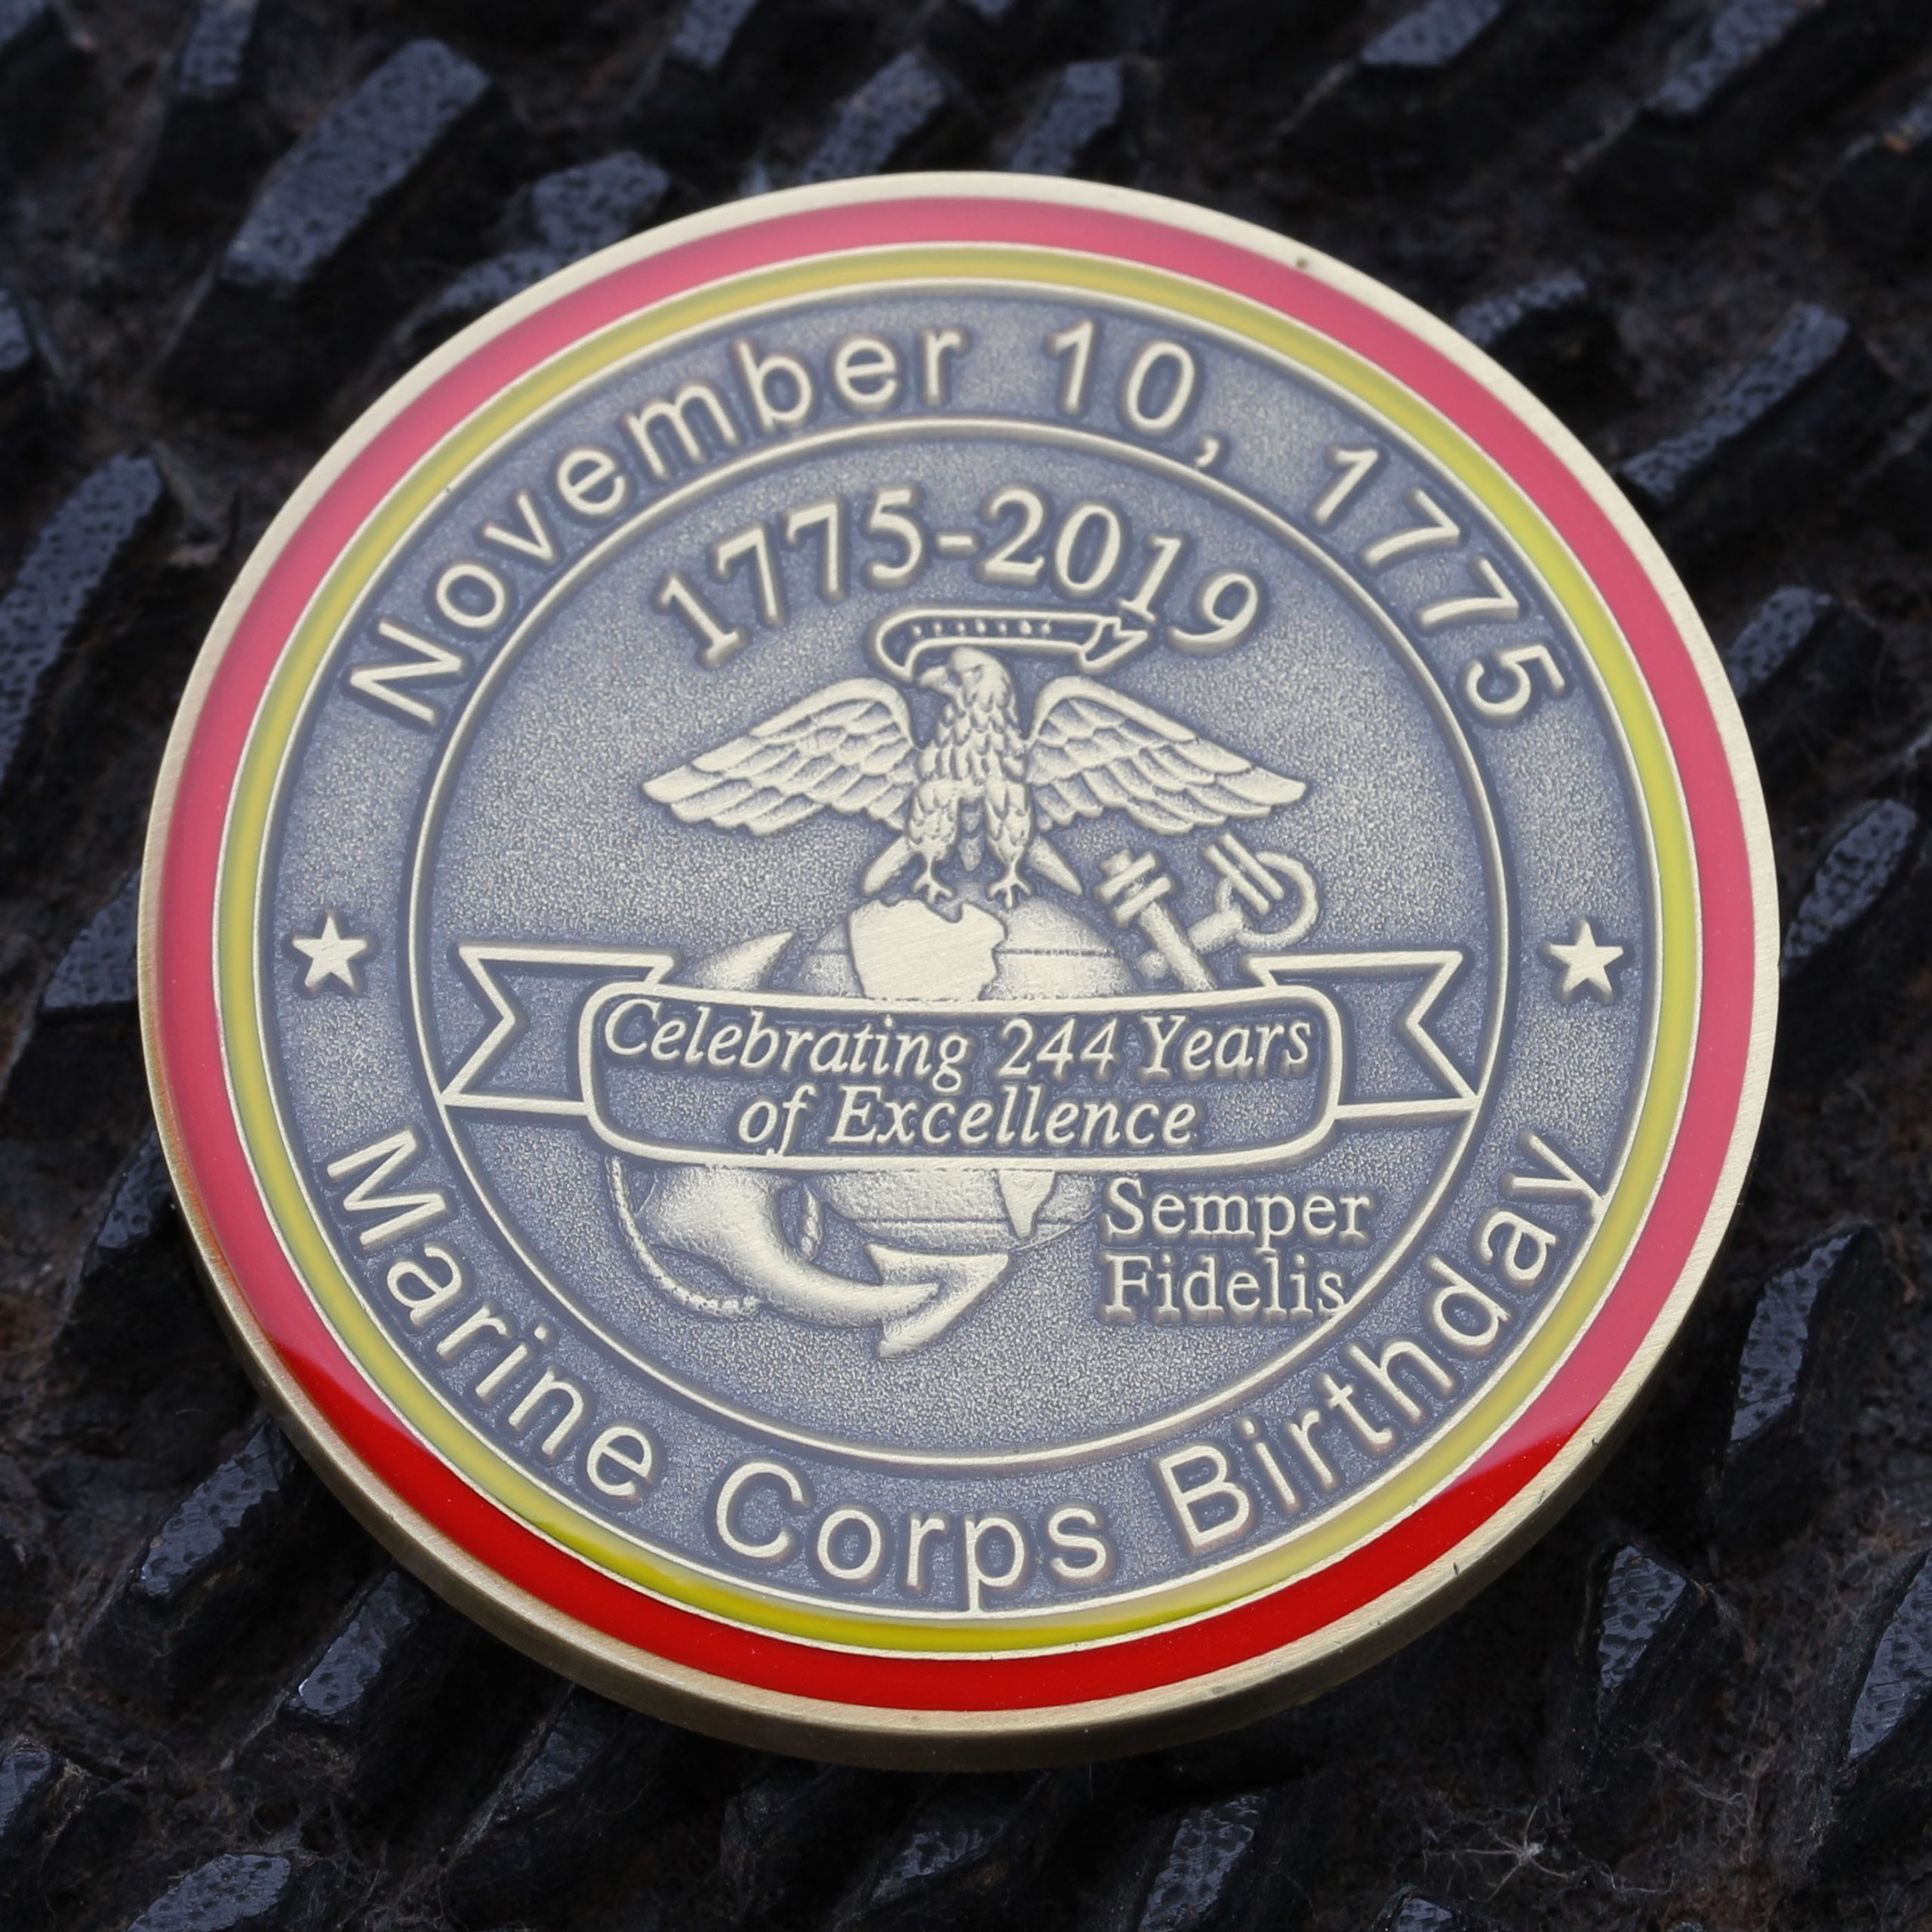 November 10, 1775
1775-2019
Celebrating 244 Years
of Excellence
Semper
Fidelis
Marine Corps Birthday